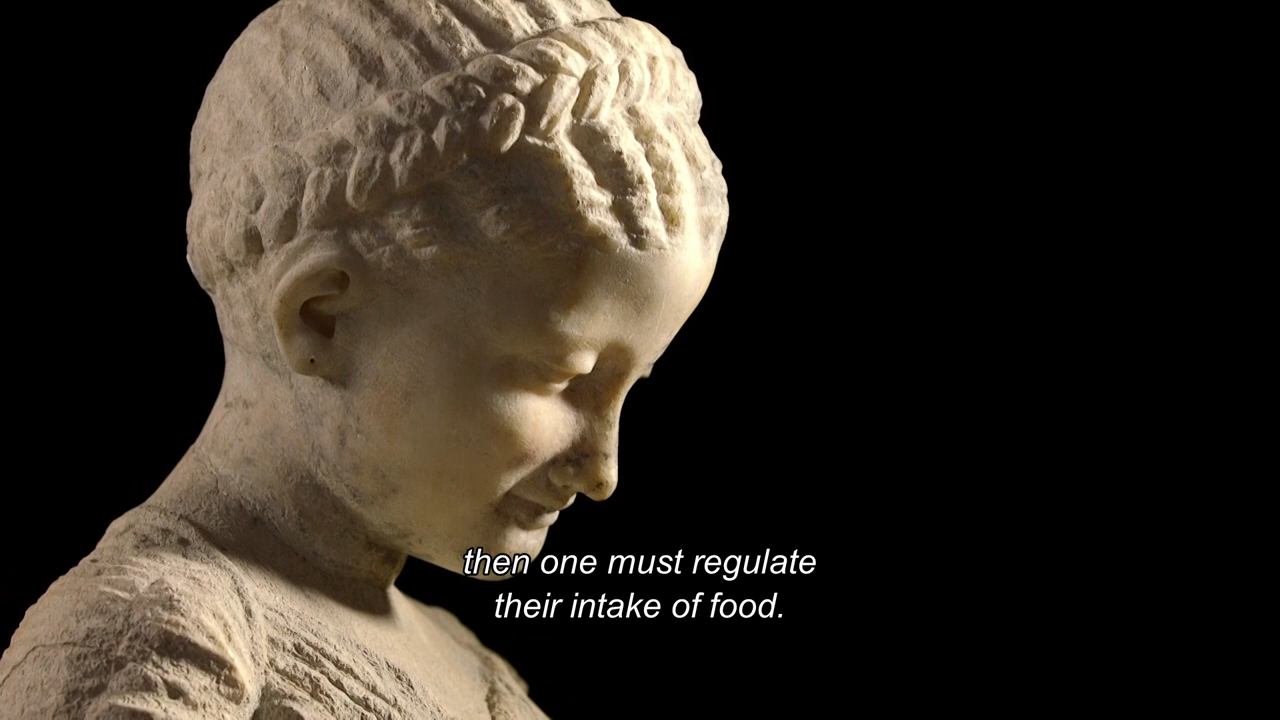 then one must regulate
their intake of food.